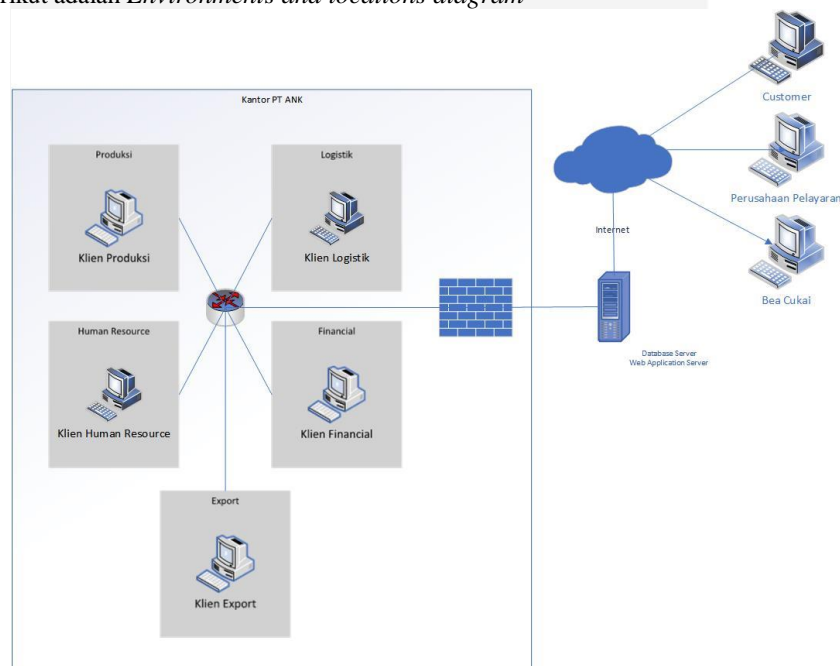 adalah Environments and locations diagram
Kantor PT ANK
Produksi
Klien Produksi
Logistik
Klien Logistik
Human Resource
Klien Human Resource
Financial
Klien Financial
Export
Klien Export
Internet
Database Server
Web Application Server
Customer
Perusahaan Pelayaran
Bea Cukai